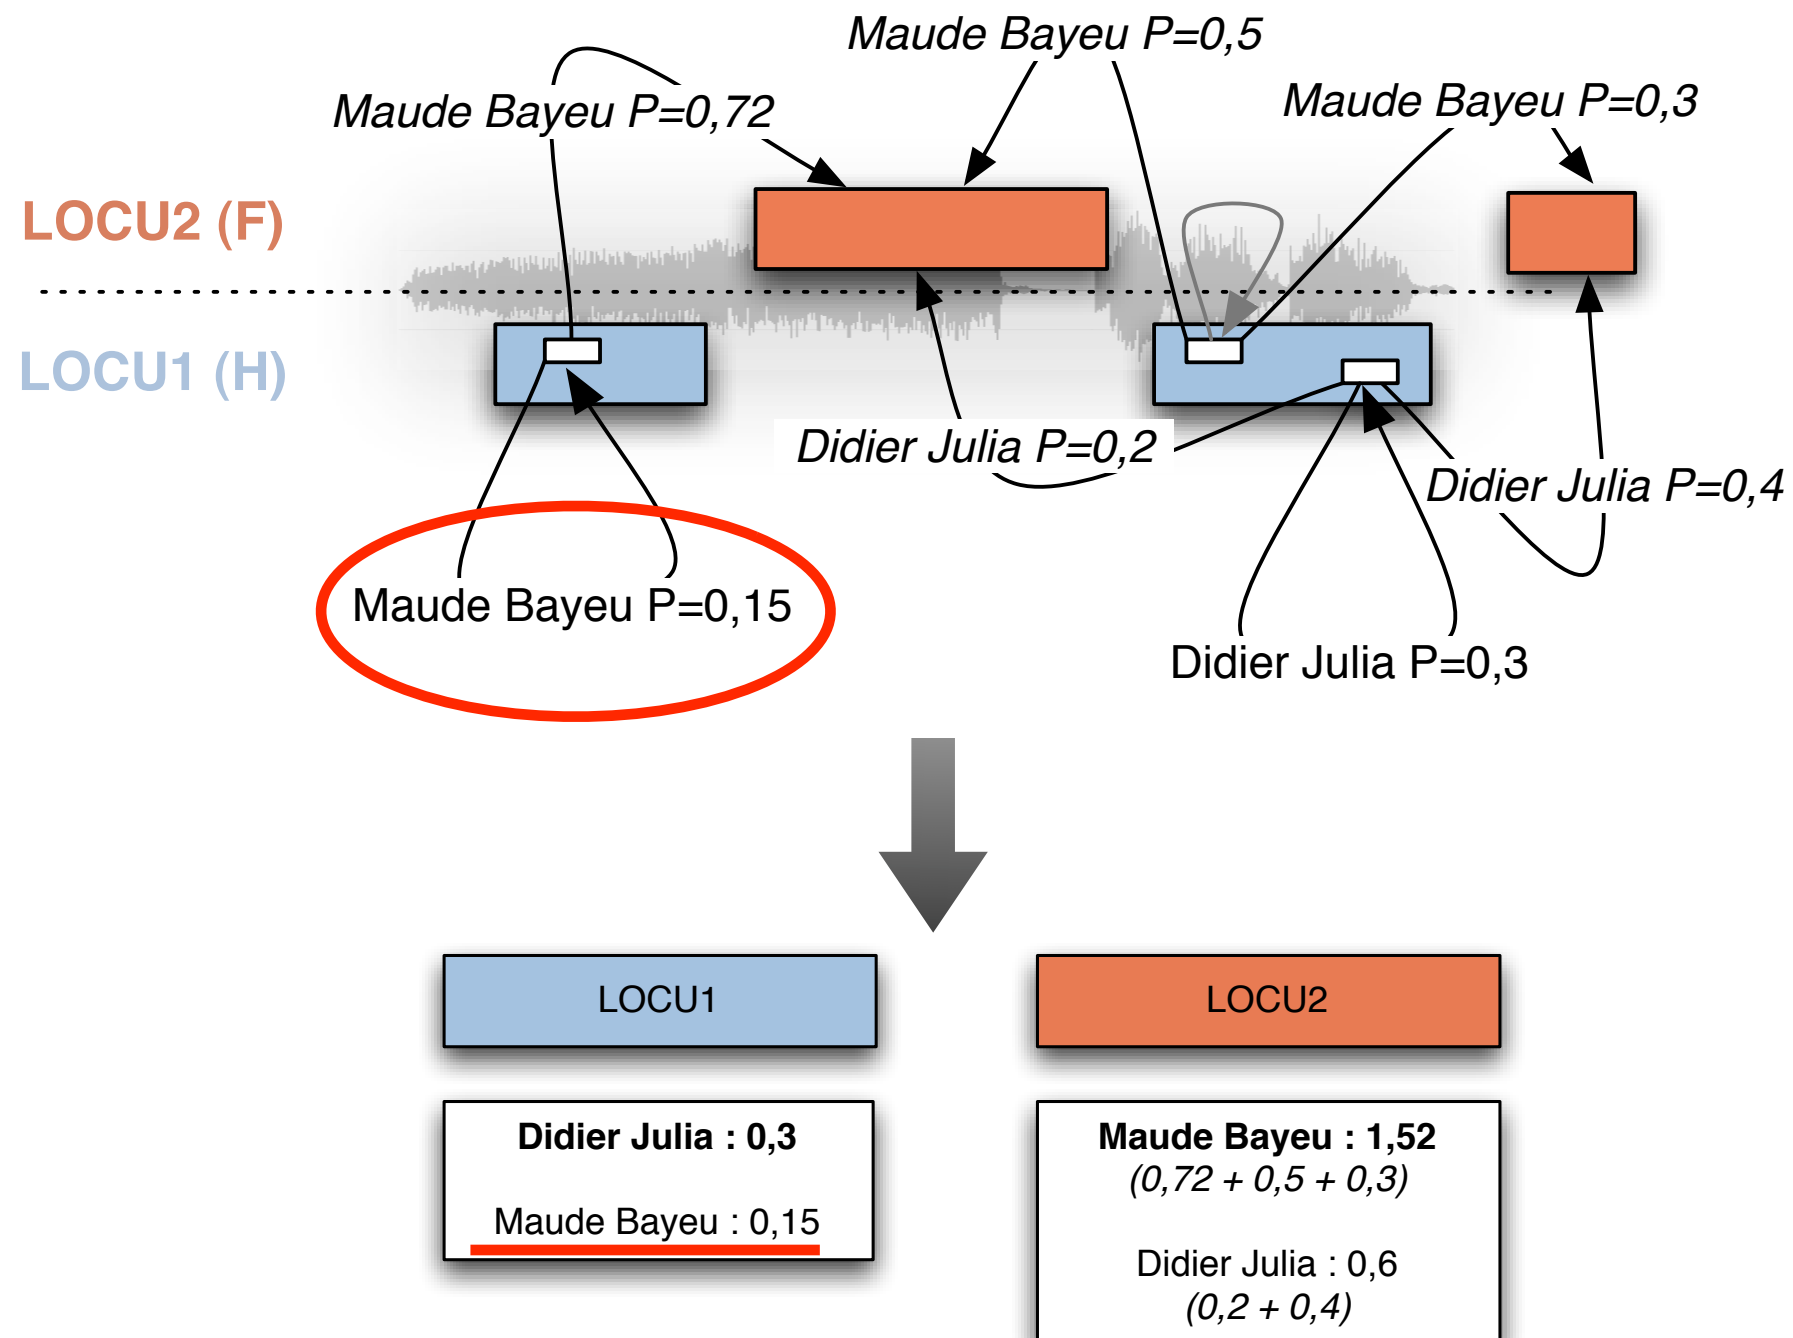 Maude Bayeu P=0,5
Maude Bayeu P=0,72
Maude Bayeu P=0,3
LOCU2 (F)
LOCU1 (H)
Didier Julia P=0,2
Didier Julia P=0,4
Maude Bayeu P=0,15
Didier Julia P=0,3
LOCU1
LOCU2
Didier Julia : 0,3
Maude Bayeu : 0,15
Maude Bayeu : 1,52
(0,72 + 0,5 + 0,3)
Didier Julia : 0,6
(0,2 + 0,4)